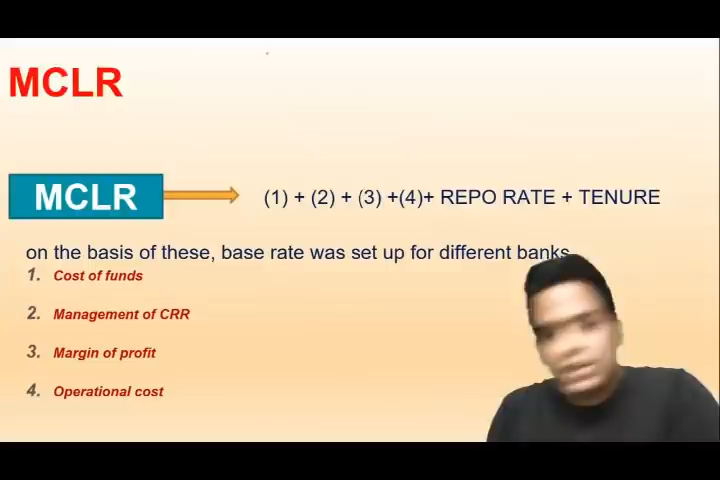 MCLR
MCLR
(1) + (2) + (3) +(4)+ REPO RATE + TENURE
on the basis of these, base rate was set up for different banks
1. Cost of funds
2. Management of CRR
3. Margin of profit
4. Operational cost